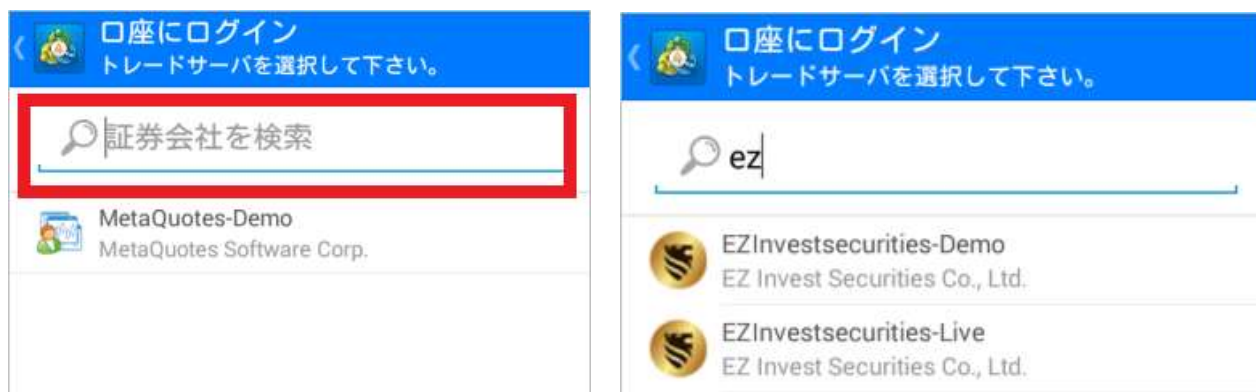 口座にログイン
トレードサーバを選択して下さい。
証券会社を検索
MetaQuotes-Demo
MetaQuotes Software Corp.
口座にログイン
トレードサーバを選択して下さい。
ez
EZInvestsecurities-Demo
EZ Invest Securities Co., Ltd.
EZInvestsecurities-Live
EZ Invest Securities Co., Ltd.